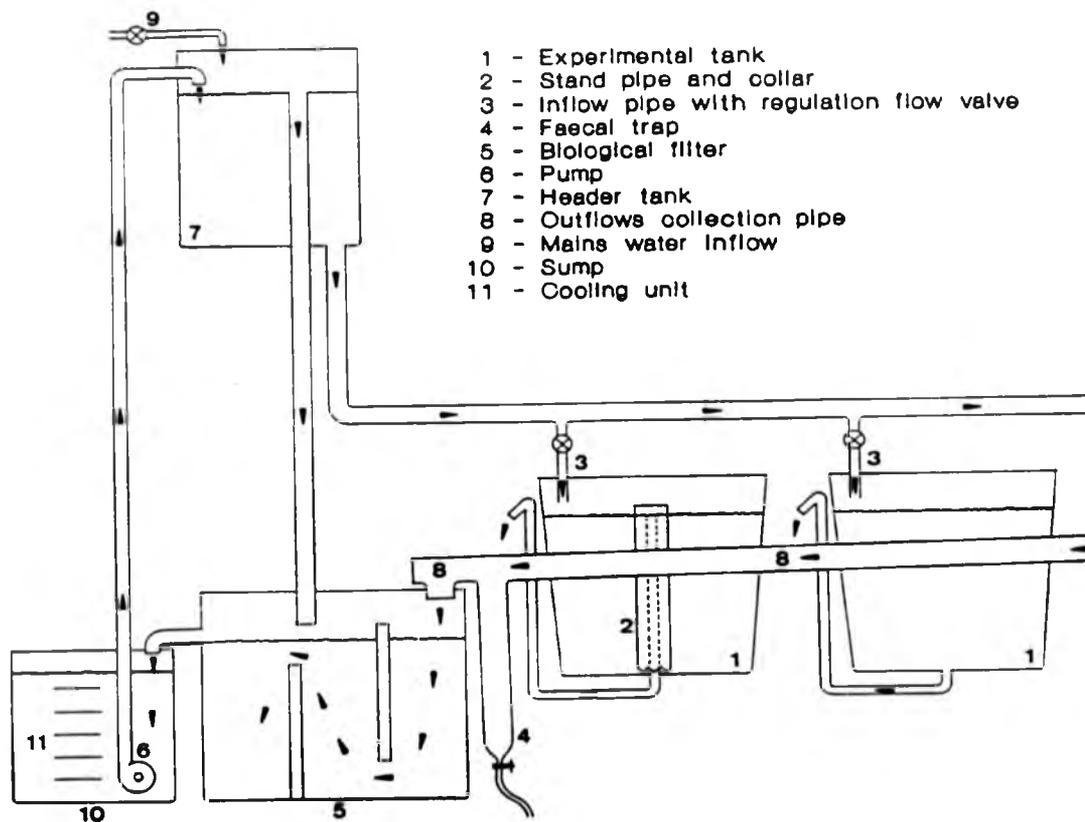 9
1 - Experimental tank
2 - Stand pipe and collar
3 - Inflow pipe with regulation flow valve
4 - Faecal trap
5 - Biological filter
6 - Pump
7 - Header tank
8 - Outflows collection pipe
9 - Mains water inflow
10 - Sump
11 - Cooling unit
7
3
3
8
8
2
1
1
4
11
6
10
5